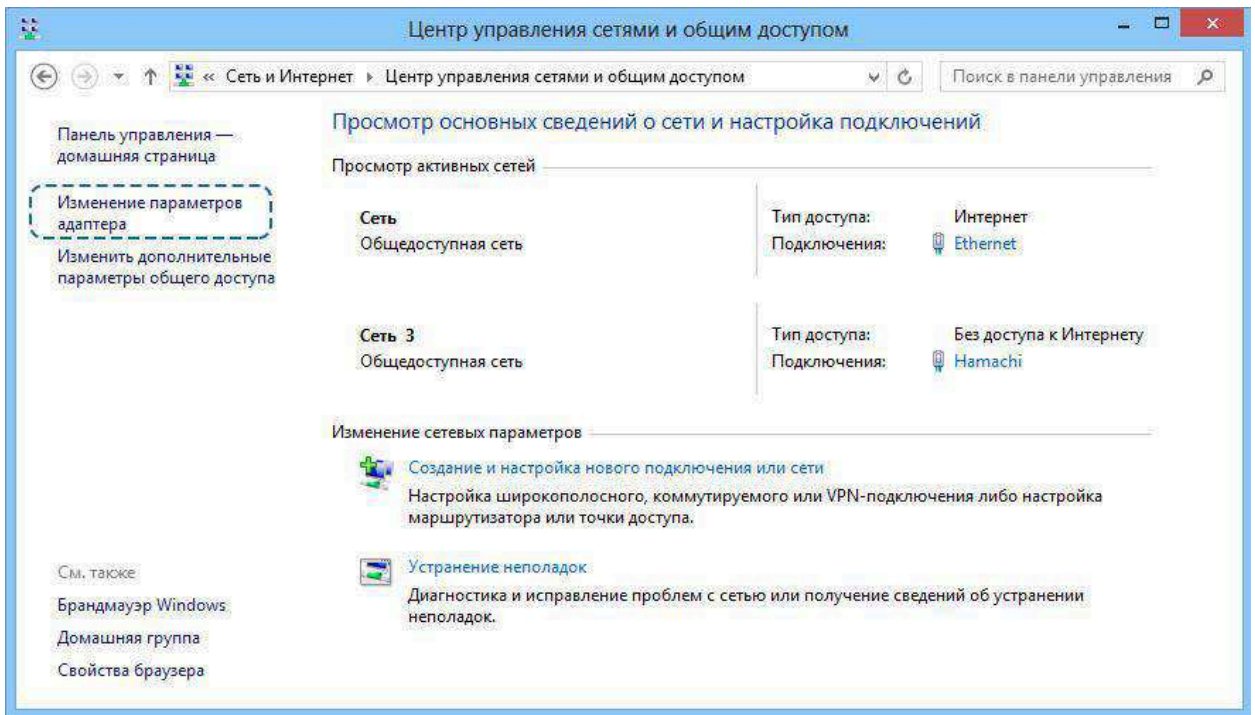 Центр управления сетями и общим доступом
« Сеть и Интернет ▸ Центр управления сетями и общим доступом
Поиск в панели управления
Панель управления —
домашняя страница
Изменение параметров
адаптера
Изменить дополнительные
параметры общего доступа
Просмотр основных сведений о сети и настройка подключений
Просмотр активных сетей
Сеть
Общедоступная сеть
Тип доступа: Интернет
Подключения: Ethernet
Сеть 3
Общедоступная сеть
Тип доступа: Без доступа к Интернету
Подключения: Hamachi
Изменение сетевых параметров
Создание и настройка нового подключения или сети
Настройка широкополосного, коммутируемого или VPN-подключения либо настройка
маршрутизатора или точки доступа.
Устранение неполадок
Диагностика и исправление проблем с сетью или получение сведений об устранении
неполадок.
См. также
Брандмауэр Windows
Домашняя группа
Свойства браузера